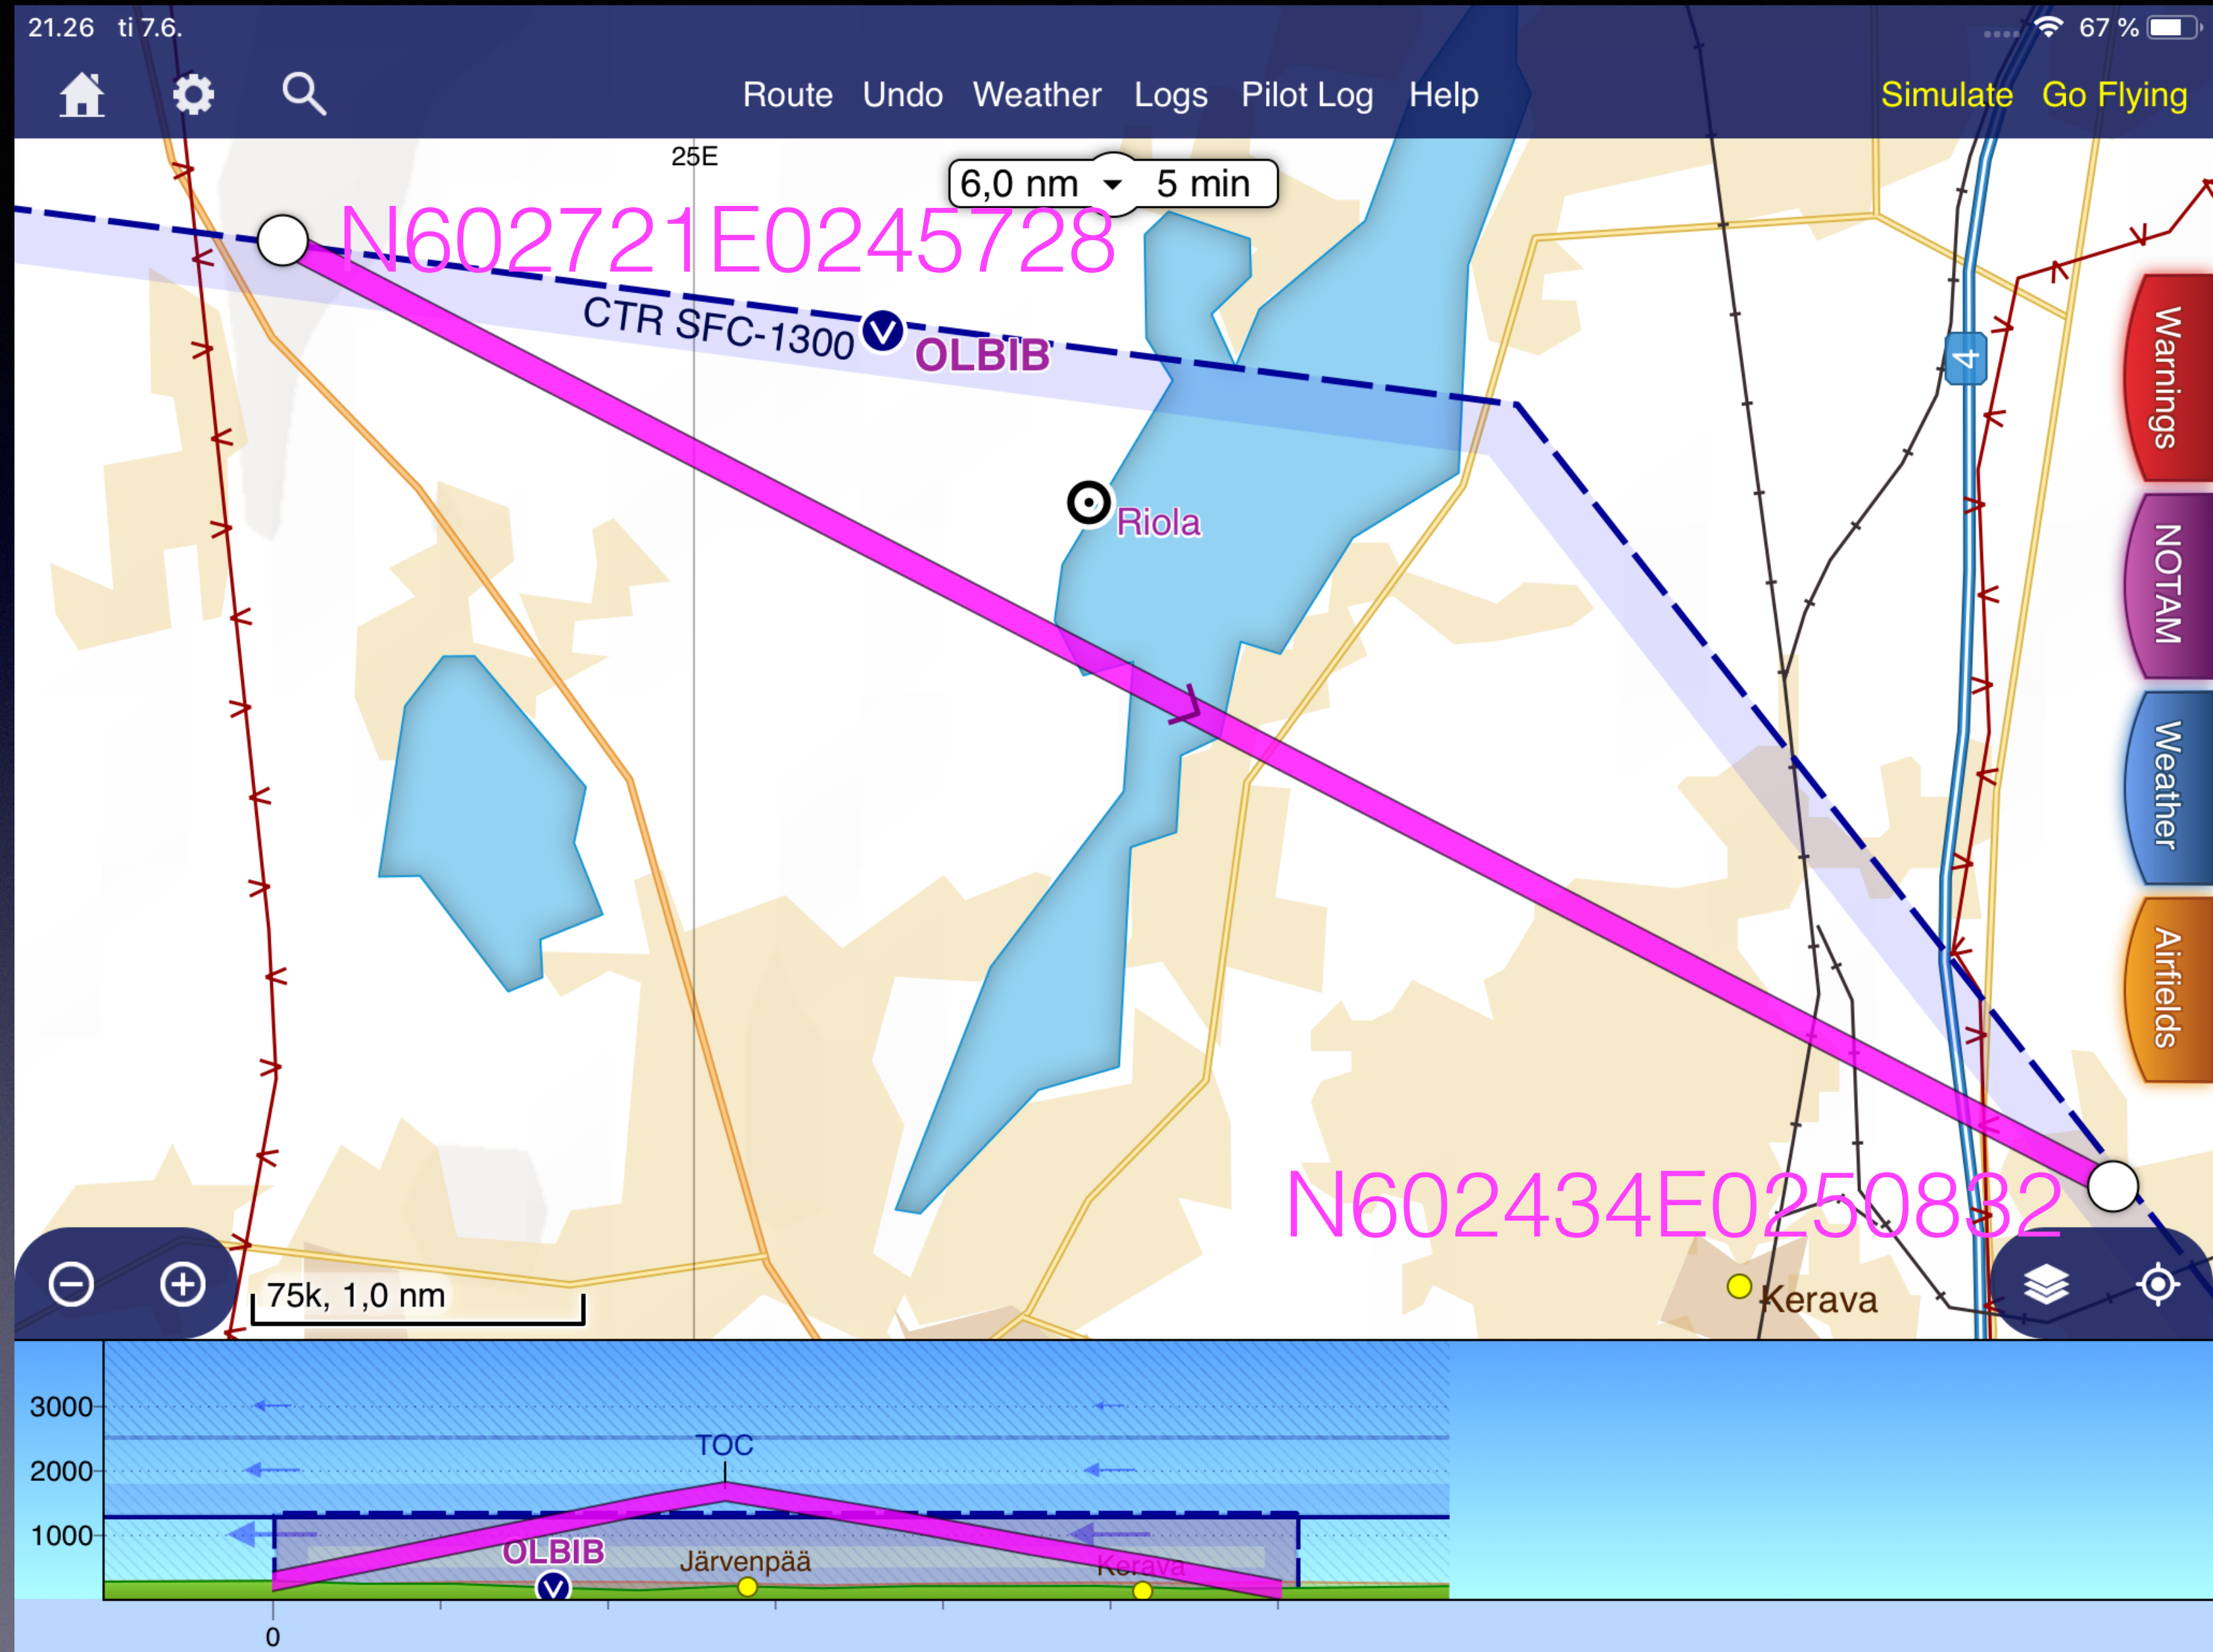 21.26 ti 7.6.
67 %
Route Undo Weather Logs Pilot Log Help
Simulate Go Flying
25E
6,0 nm 5 min
N602721E0245728
CTR SFC-1300
OLBIB
4
Warnings
Riola
NOTAM
Weather
Airfields
N602434E0250832
75k, 1,0 nm
Kerava
3000
TOC
2000
1000
OLBIB
Järvenpää
Kerava
0